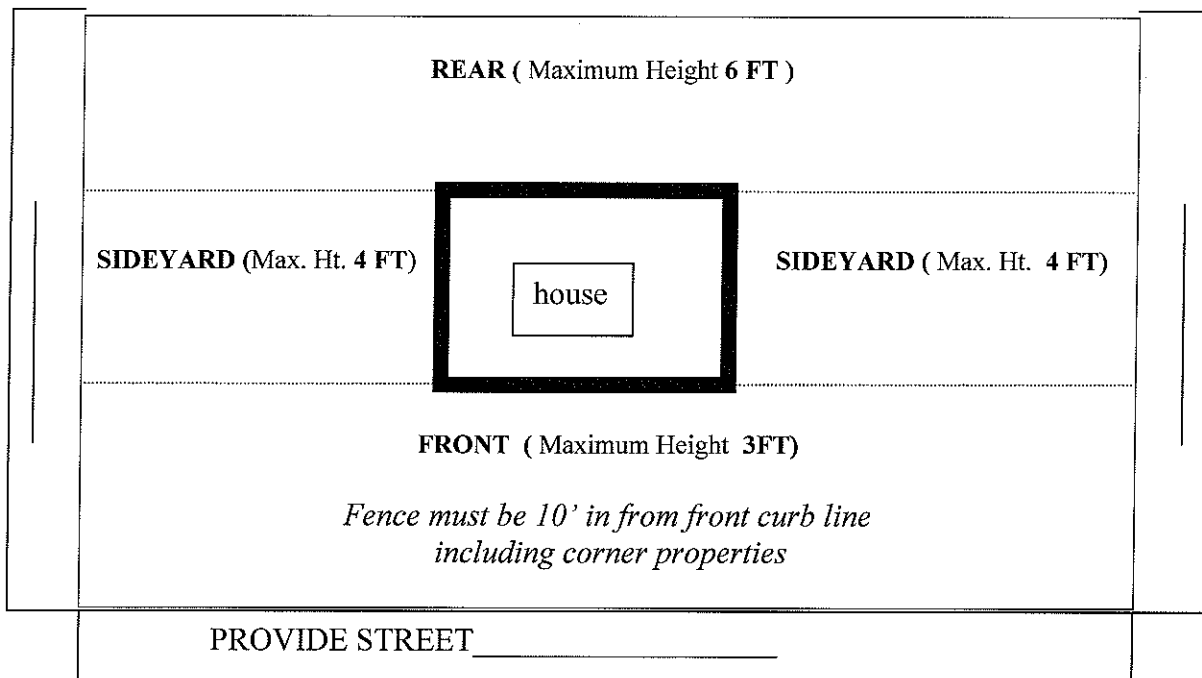 REAR ( Maximum Height 6 FT )
SIDEYARD (Max. Ht. 4 FT)
SIDEYARD ( Max. Ht. 4 FT)
house
FRONT ( Maximum Height 3FT)
Fence must be 10’ in from front curb line
including corner properties
PROVIDE STREET____________________